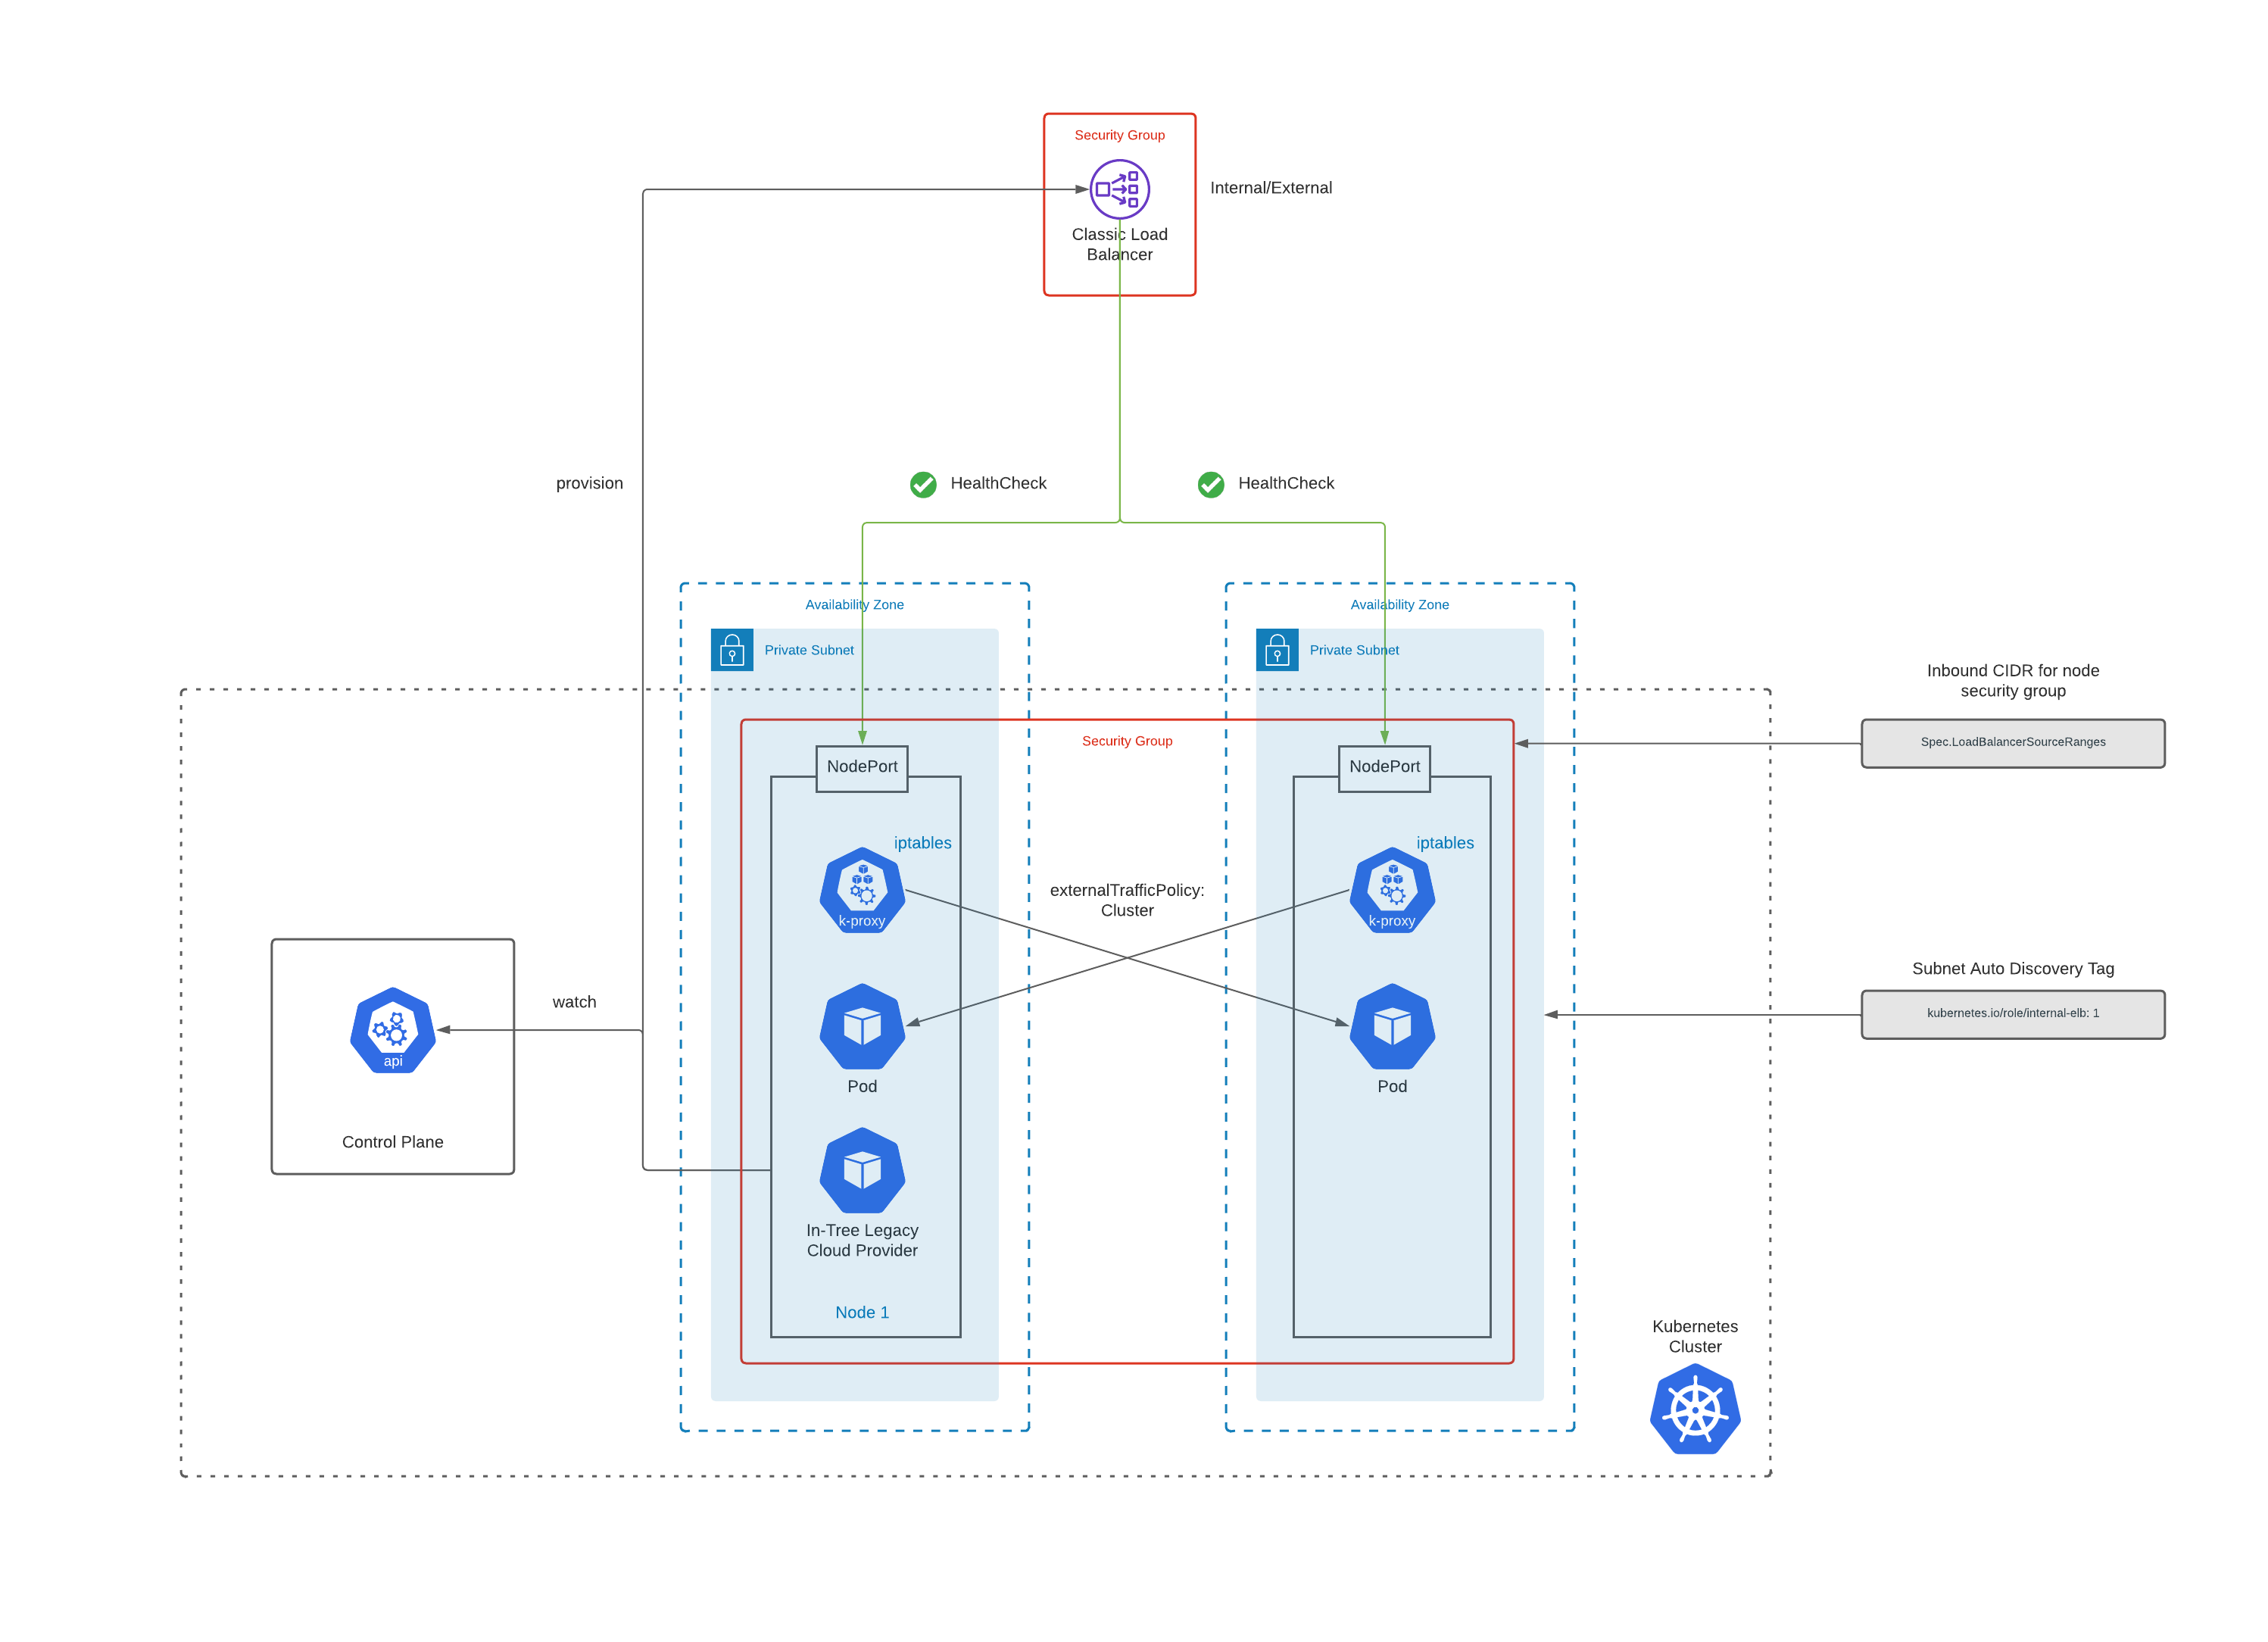 Security Group
Internal/External
Classic Load
Balancer
provision
HealthCheck
HealthCheck
Availability Zone
Availability Zone
Private Subnet
Private Subnet
Inbound CIDR for node
security group
Spec.LoadBalancerSourceRanges
Security Group
NodePort
NodePort
iptables
iptables
k-proxy
k-proxy
externalTrafficPolicy:
Cluster
watch
api
Control Plane
Pod
Pod
Subnet Auto Discovery Tag
kubernetes.io/role/internal-elb: 1
In-Tree Legacy
Cloud Provider
Node 1
Kubernetes
Cluster